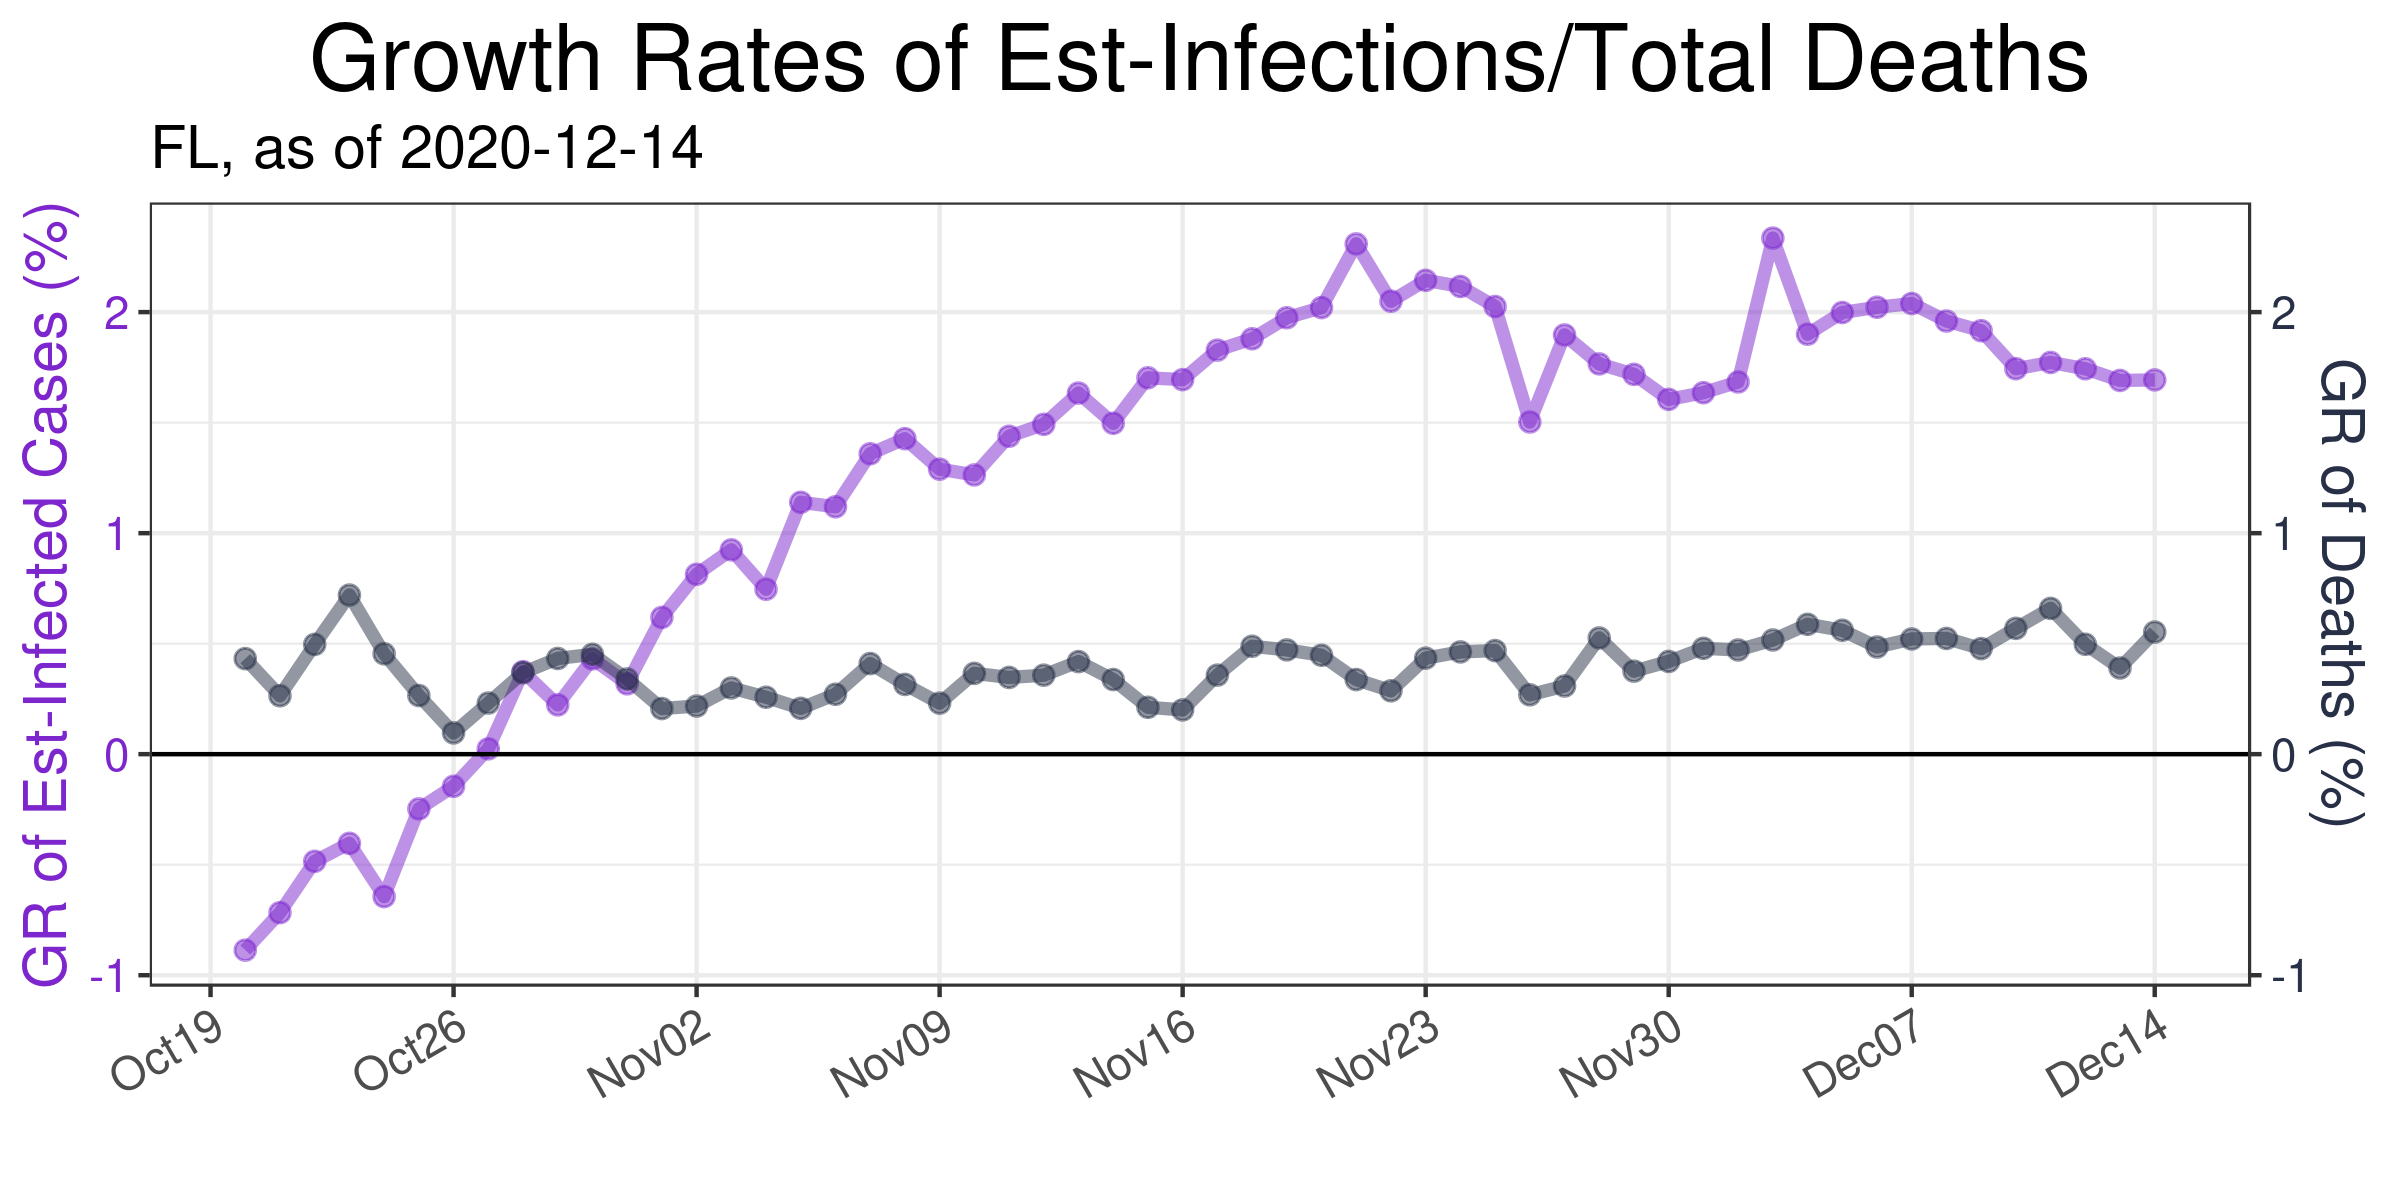 Growth Rates of Est-Infections/Total Deaths
FL, as of 2020-12-14
GR of Est-Infected Cases (%)
2
1
0
-1
2
1
0
-1
GR of Deaths (%)
Oct19
Oct26
Nov02
Nov09
Nov16
Nov23
Nov30
Dec07
Dec14